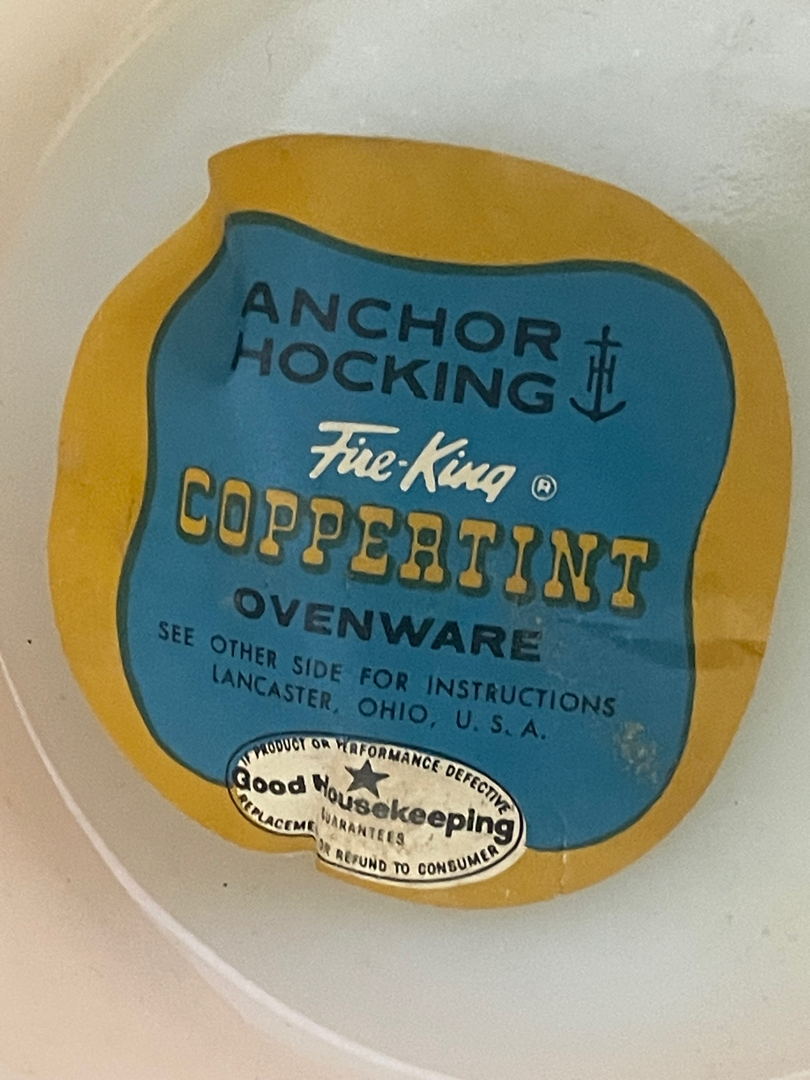 ANCHOR
HOCKING
Fire-King ®
COPPERTINT
OVENWARE
SEE OTHER SIDE FOR INSTRUCTIONS
LANCASTER, OHIO, U. S. A.
IF PRODUCT OR PERFORMANCE DEFECTIVE
Good Housekeeping
GUARANTEES
REPLACEME OR REFUND TO CONSUMER